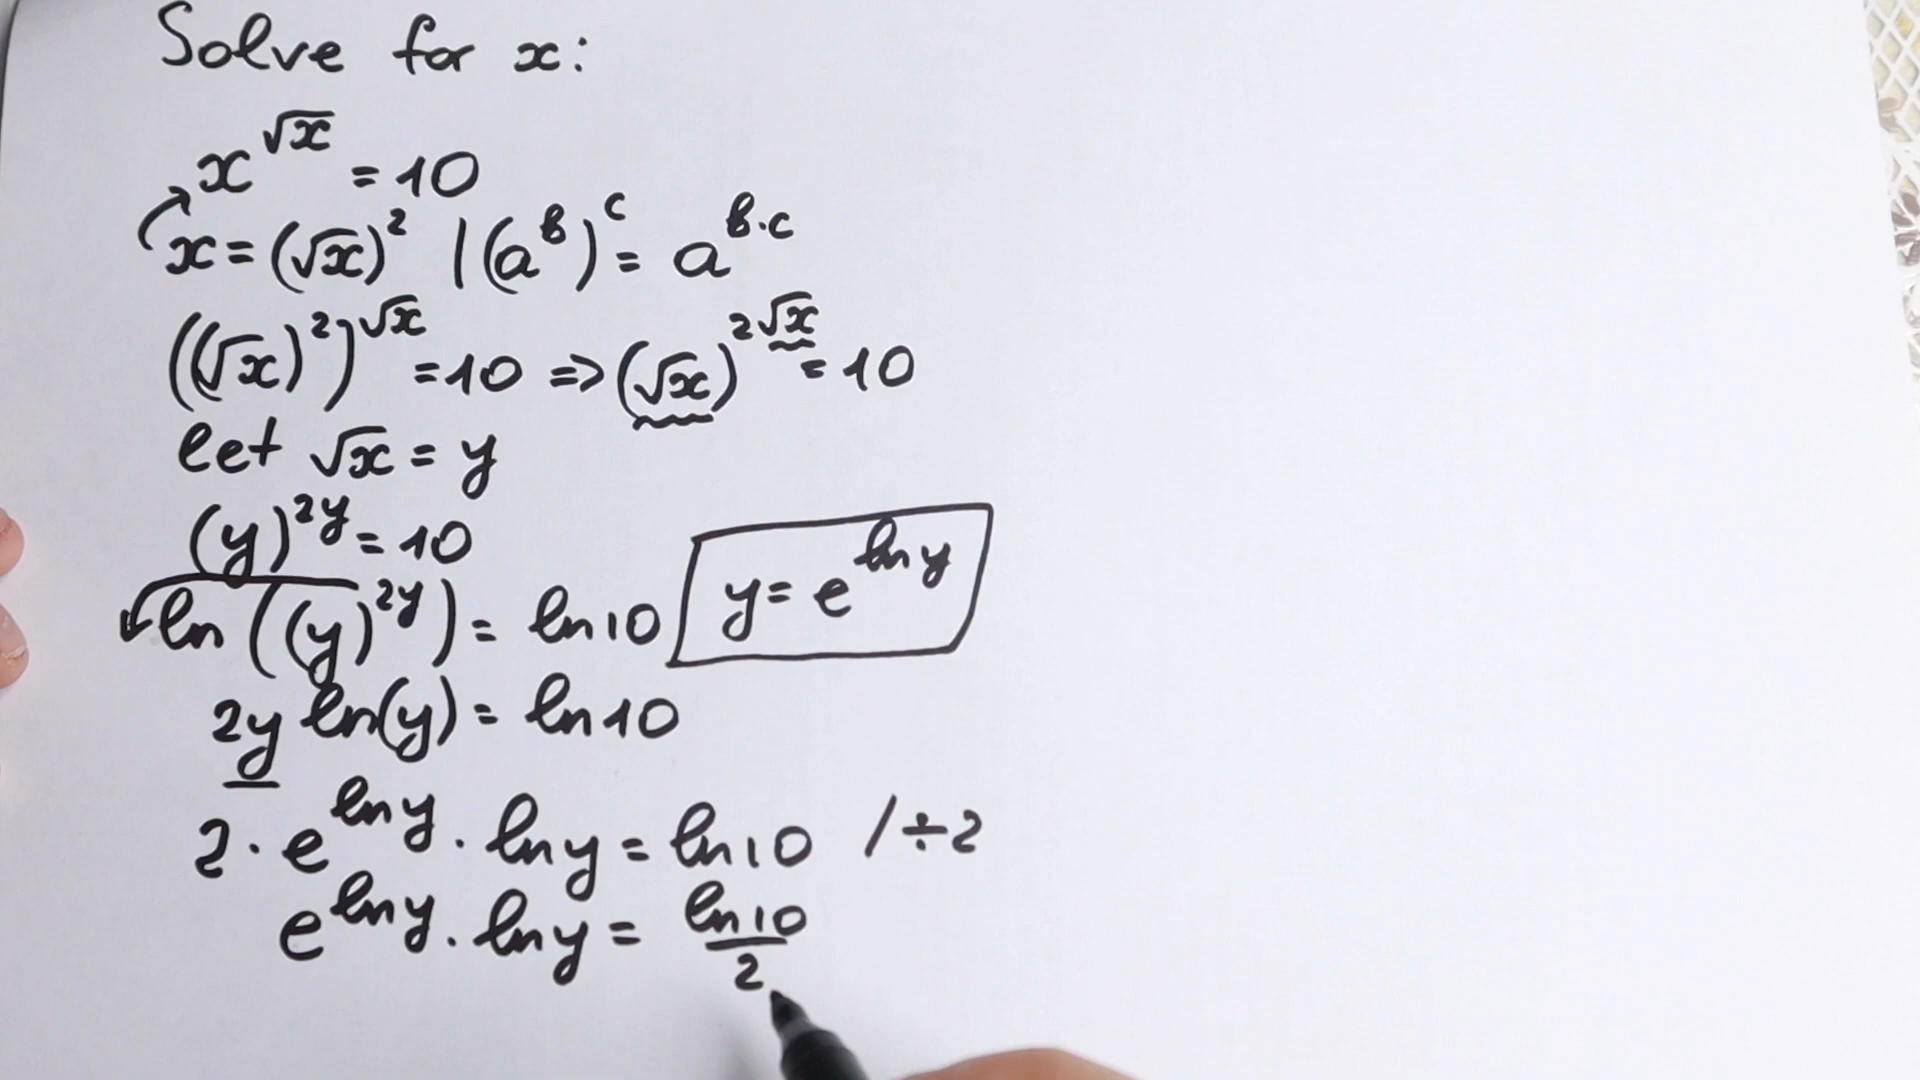 Solve for x:
x^√x = 10
x = (√x)² | (a^b)^c = a^b·c
((√x)²)^√x = 10 => (√x)^2√x = 10
let √x = y
(y)^2y = 10
ln((y)^2y) = ln10
y = e^ln y
2y ln(y) = ln10
2 · e^ln y · ln y = ln10 / ÷2
e^ln y · ln y = ln10/2